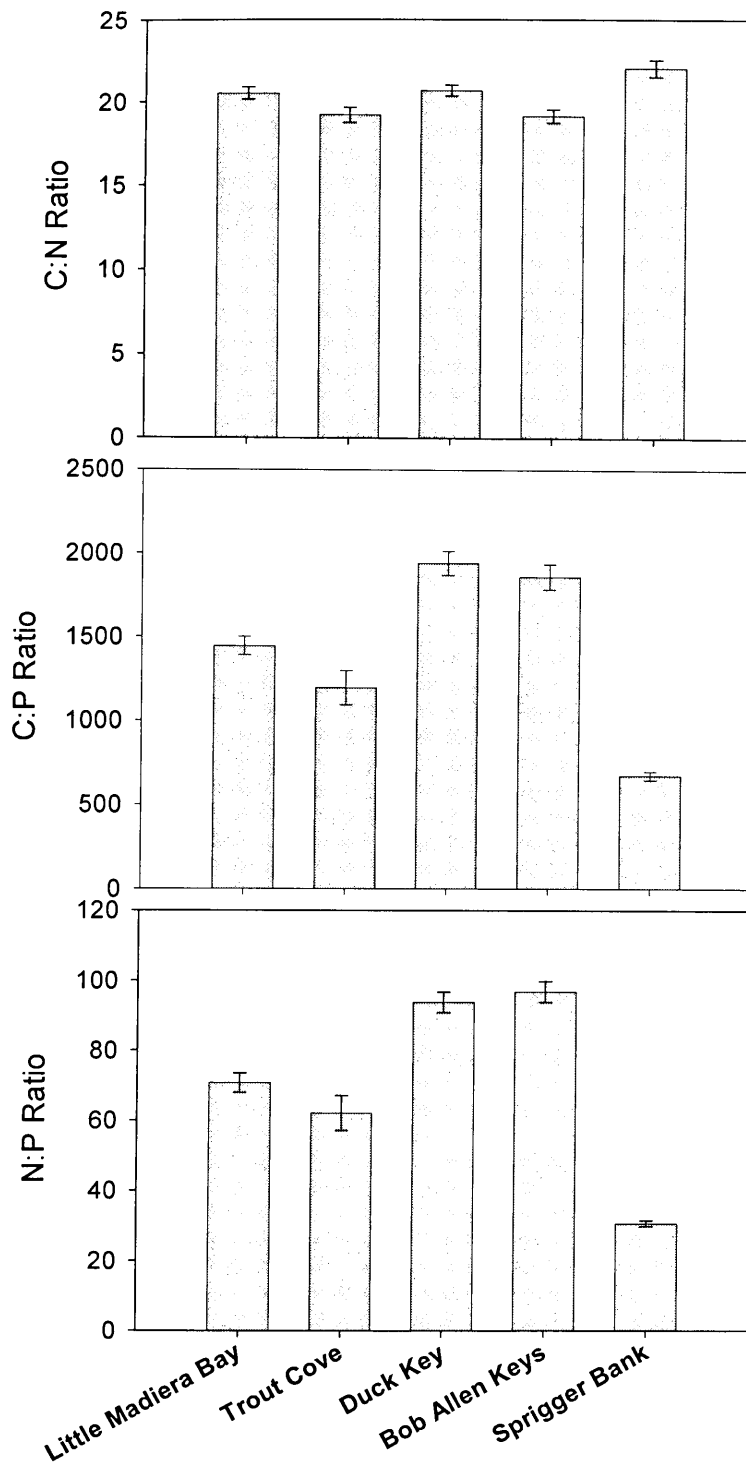 25
20
15
10
5
0
C:N Ratio
2500
2000
1500
1000
500
0
C:P Ratio
120
100
80
60
40
20
0
N:P Ratio
Little Madiera Bay
Trout Cove
Duck Key
Bob Allen Keys
Sprigger Bank